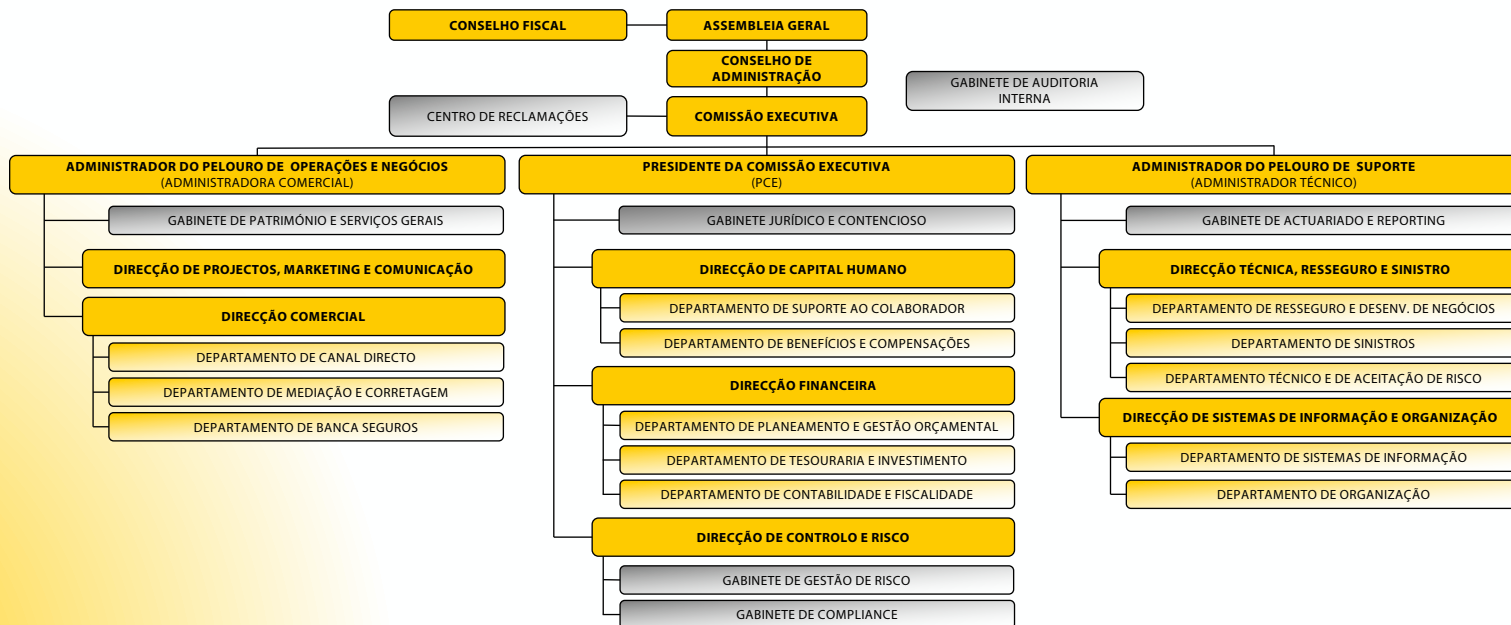 CONSELHO FISCAL
ASSEMBLEIA GERAL
CONSELHO DE
ADMINISTRAÇÃO
GABINETE DE AUDITORIA
INTERNA
CENTRO DE RECLAMAÇÕES
COMISSÃO EXECUTIVA
ADMINISTRADOR DO PELOURO DE OPERAÇÕES E NEGÓCIOS
(ADMINISTRADORA COMERCIAL)
GABINETE DE PATRIMÓNIO E SERVIÇOS GERAIS
DIRECÇÃO DE PROJECTOS, MARKETING E COMUNICAÇÃO
DIRECÇÃO COMERCIAL
DEPARTAMENTO DE CANAL DIRECTO
DEPARTAMENTO DE MEDIAÇÃO E CORRETAGEM
DEPARTAMENTO DE BANCA SEGUROS
PRESIDENTE DA COMISSÃO EXECUTIVA
(PCE)
GABINETE JURÍDICO E CONTENCIOSO
DIRECÇÃO DE CAPITAL HUMANO
DEPARTAMENTO DE SUPORTE AO COLABORADOR
DEPARTAMENTO DE BENEFÍCIOS E COMPENSAÇÕES
DIRECÇÃO FINANCEIRA
DEPARTAMENTO DE PLANEAMENTO E GESTÃO ORÇAMENTAL
DEPARTAMENTO DE TESOURARIA E INVESTIMENTO
DEPARTAMENTO DE CONTABILIDADE E FISCALIDADE
DIRECÇÃO DE CONTROLO E RISCO
GABINETE DE GESTÃO DE RISCO
GABINETE DE COMPLIANCE
ADMINISTRADOR DO PELOURO DE SUPORTE
(ADMINISTRADOR TÉCNICO)
GABINETE DE ACTUARIADO E REPORTING
DIRECÇÃO TÉCNICA, RESSEGURO E SINISTRO
DEPARTAMENTO DE RESSEGURO E DESENV. DE NEGÓCIOS
DEPARTAMENTO DE SINISTROS
DEPARTAMENTO TÉCNICO E DE ACEITAÇÃO DE RISCO
DIRECÇÃO DE SISTEMAS DE INFORMAÇÃO E ORGANIZAÇÃO
DEPARTAMENTO DE SISTEMAS DE INFORMAÇÃO
DEPARTAMENTO DE ORGANIZAÇÃO